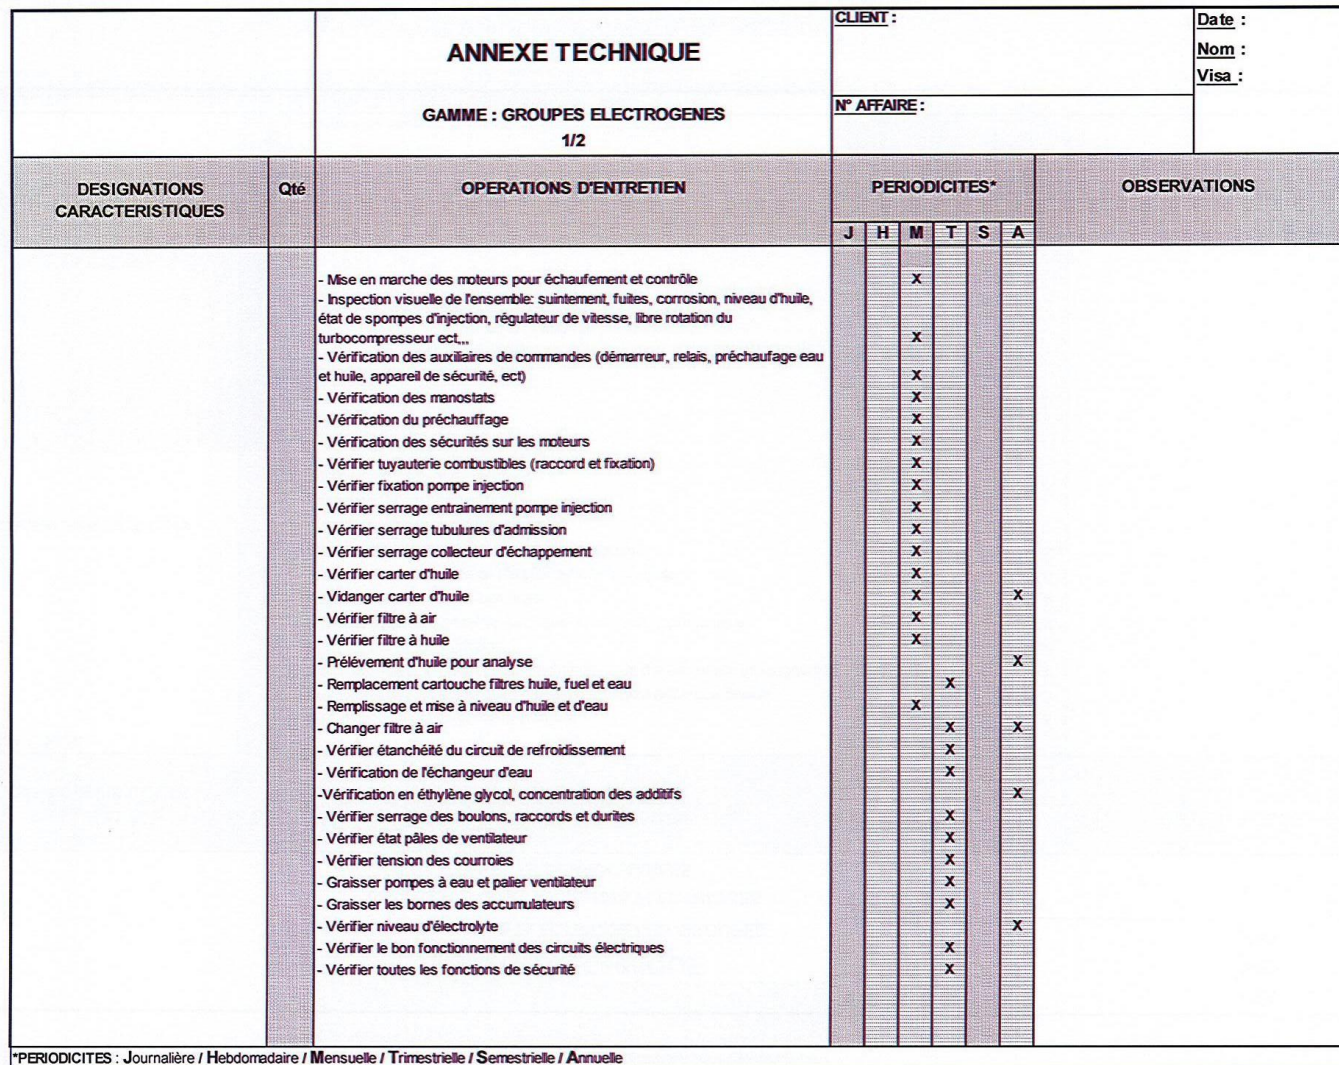 ANNEXE TECHNIQUE
GAMME : GROUPES ELECTROGENES
1/2
CLIENT :
N° AFFAIRE :
Date :
Nom :
Visa :
DESIGNATIONS
CARACTERISTIQUES
Qté
OPERATIONS D'ENTRETIEN
PERIODICITES*
OBSERVATIONS
J H M T S A
- Mise en marche des moteurs pour échaufement et contrôle X
- Inspection visuelle de l'ensemble: suintement, fuites, corrosion, niveau d'huile,
état de spompes d'injection, régulateur de vitesse, libre rotation du
turbocompresseur ect,,, X
- Vérification des auxiliaires de commandes (démarreur, relais, préchaufage eau
et huile, appareil de sécurité, ect) X
- Vérification des manostats X
- Vérification du préchauffage X
- Vérification des sécurités sur les moteurs X
- Vérifier tuyauterie combustibles (raccord et fixation) X
- Vérifier fixation pompe injection X
- Vérifier serrage entrainement pompe injection X
- Vérifier serrage tubulures d'admission X
- Vérifier serrage collecteur d'échappement X
- Vérifier carter d'huile X
- Vidanger carter d'huile X X
- Vérifier filtre à air X
- Vérifier filtre à huile X
- Prélévement d'huile pour analyse X
- Remplacement cartouche filtres huile, fuel et eau X
- Remplissage et mise à niveau d'huile et d'eau X
- Changer filtre à air X X
- Vérifier étanchéité du circuit de refroidissement X
- Vérification de l'échangeur d'eau X
-Vérification en éthylène glycol, concentration des additifs X
- Vérifier serrage des boulons, raccords et durites X
- Vérifier état pâles de ventilateur X
- Vérifier tension des courroies X
- Graisser pompes à eau et palier ventilateur X
- Graisser les bornes des accumulateurs X
- Vérifier niveau d'électrolyte X
- Vérifier le bon fonctionnement des circuits électriques X
- Vérifier toutes les fonctions de sécurité X
*PERIODICITES : Journalière / Hebdomadaire / Mensuelle / Trimestrielle / Semestrielle / Annuelle